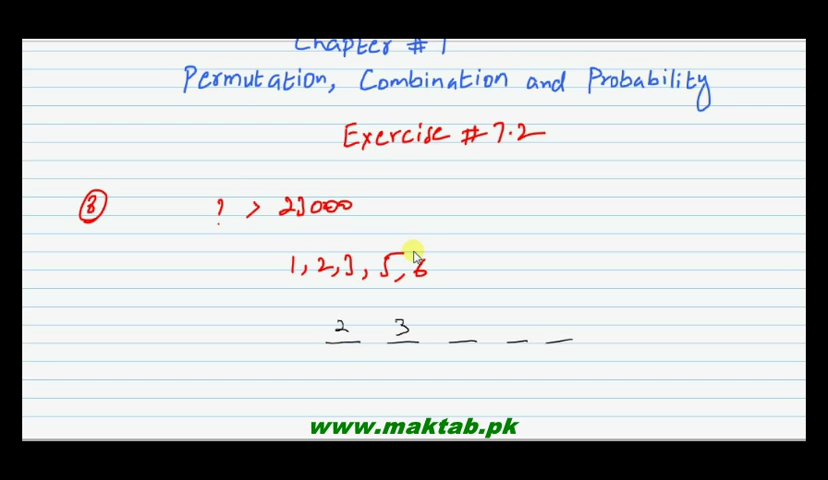 Chapter # 7
Permutation, Combination and Probability
Exercise # 7.2
8 ? > 23000
1, 2, 3, 5, 6
2 3 _ _ _
www.maktab.pk